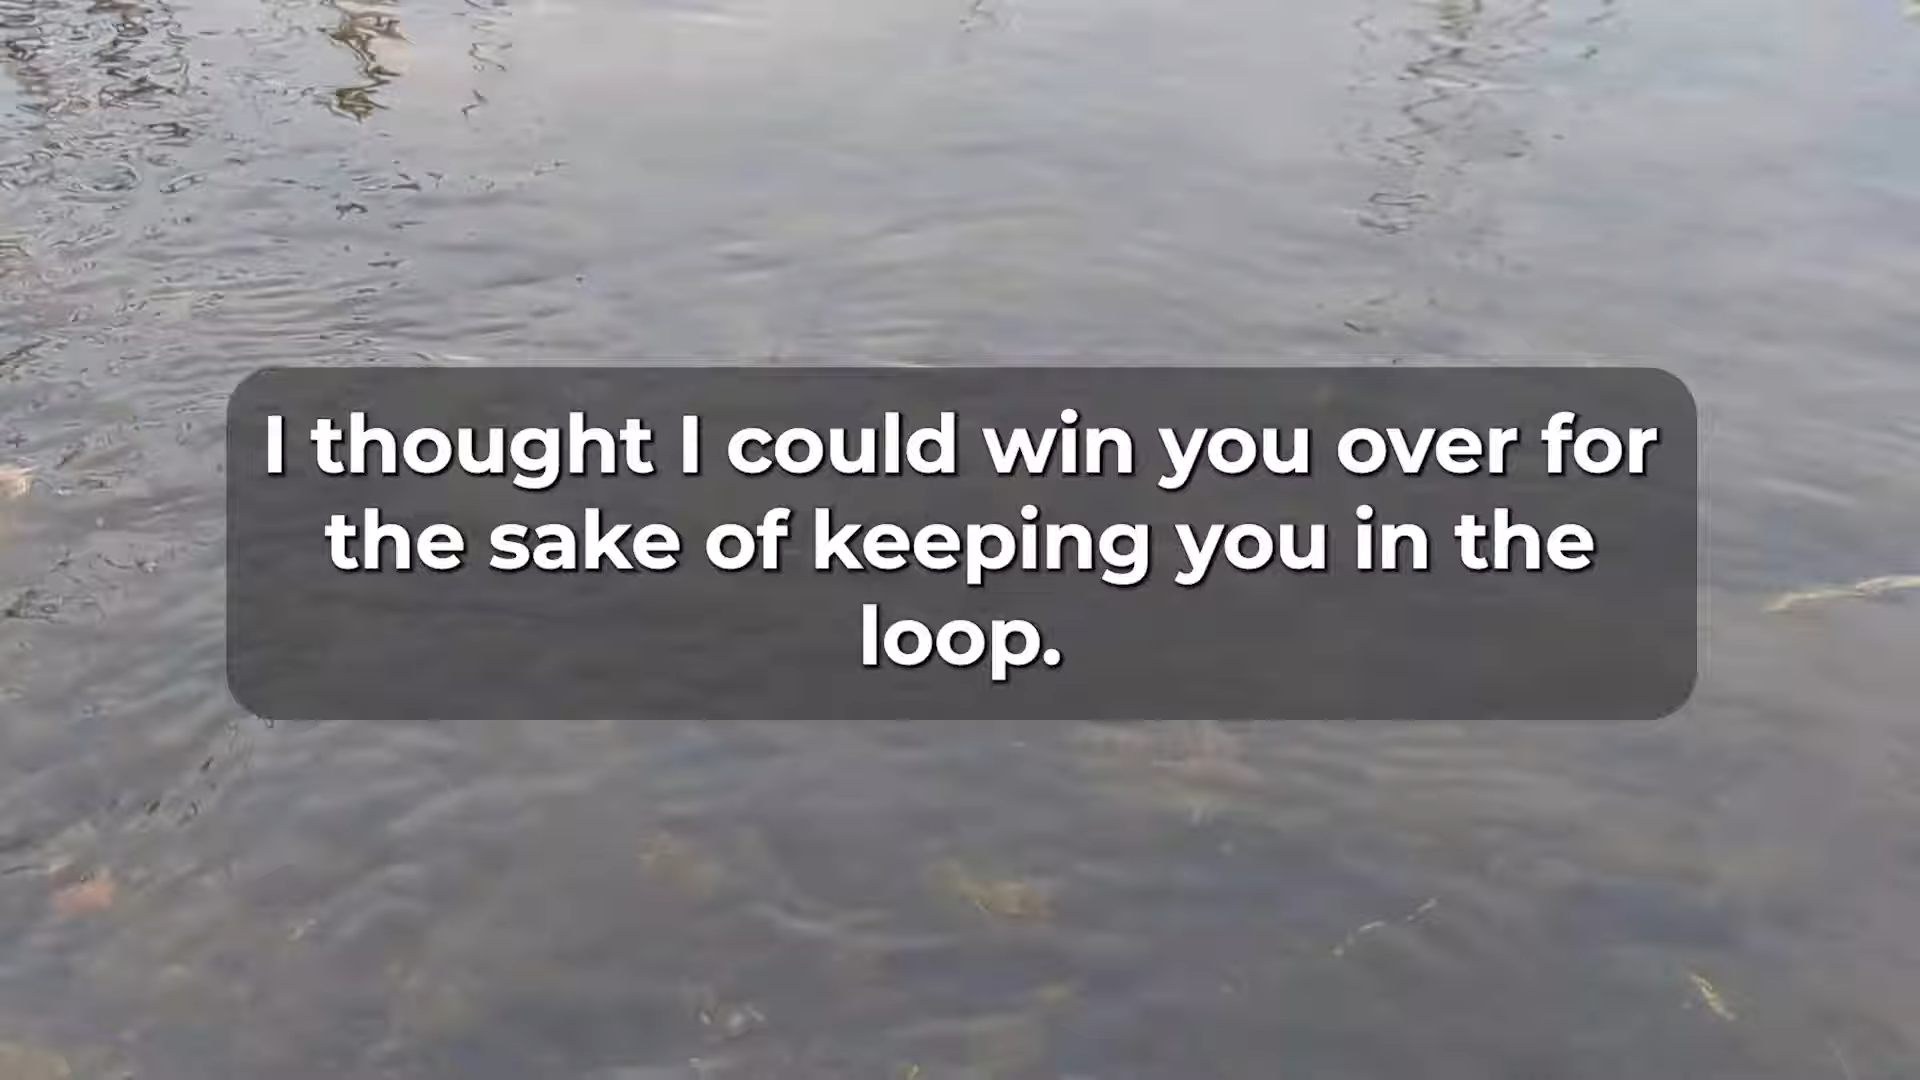 I thought I could win you over for
the sake of keeping you in the
loop.